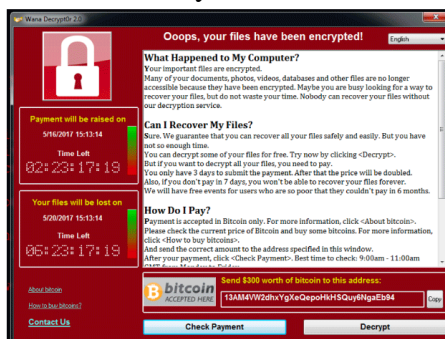 Wana Decrypt0r 2.0
Ooops, your files have been encrypted!
English
What Happened to My Computer?
Your important files are encrypted.
Many of your documents, photos, videos, databases and other files are no longer
accessible because they have been encrypted. Maybe you are busy looking for a way to
recover your files, but do not waste your time. Nobody can recover your files without
our decryption service.
Can I Recover My Files?
Sure. We guarantee that you can recover all your files safely and easily. But you have
not so enough time.
You can decrypt some of your files for free. Try now by clicking <Decrypt>.
But if you want to decrypt all your files, you need to pay.
You only have 3 days to submit the payment. After that the price will be doubled.
Also, if you don't pay in 7 days, you won't be able to recover your files forever.
We will have free events for users who are so poor that they couldn't pay in 6 months.
How Do I Pay?
Payment is accepted in Bitcoin only. For more information, click <About bitcoin>.
Please check the current price of Bitcoin and buy some bitcoins. For more information,
click <How to buy bitcoins>.
And send the correct amount to the address specified in this window.
After your payment, click <Check Payment>. Best time to check: 9:00am - 11:00am
GMT from Monday to Friday.
Payment will be raised on
5/16/2017 15:13:14
Time Left
02:23:17:19
Your files will be lost on
5/20/2017 15:13:14
Time Left
06:23:17:19
About bitcoin
How to buy bitcoins?
Contact Us
bitcoin
ACCEPTED HERE
Send $300 worth of bitcoin to this address:
13AM4VW2dhxYgXeQepoHkHSQuy6NgaEb94
Copy
Check Payment
Decrypt